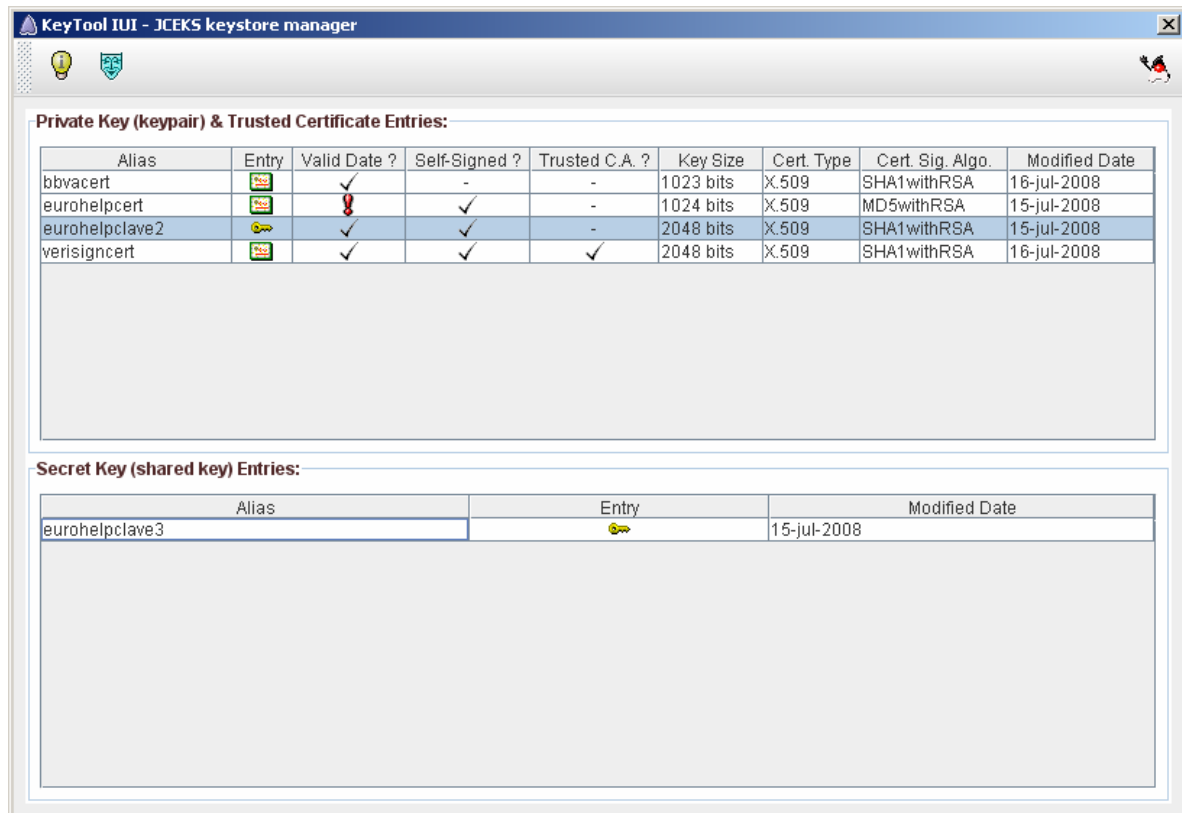 KeyTool IUI - JCEKS keystore manager
Private Key (keypair) & Trusted Certificate Entries:
Alias Entry Valid Date ? Self-Signed ? Trusted C.A. ? Key Size Cert. Type Cert. Sig. Algo. Modified Date
bbvacert - - 1023 bits X.509 SHA1withRSA 16-jul-2008
eurohelpcert - 1024 bits X.509 MD5withRSA 15-jul-2008
eurohelpclave2 - 2048 bits X.509 SHA1withRSA 15-jul-2008
verisigncert 2048 bits X.509 SHA1withRSA 16-jul-2008
Secret Key (shared key) Entries:
Alias Entry Modified Date
eurohelpclave3 15-jul-2008